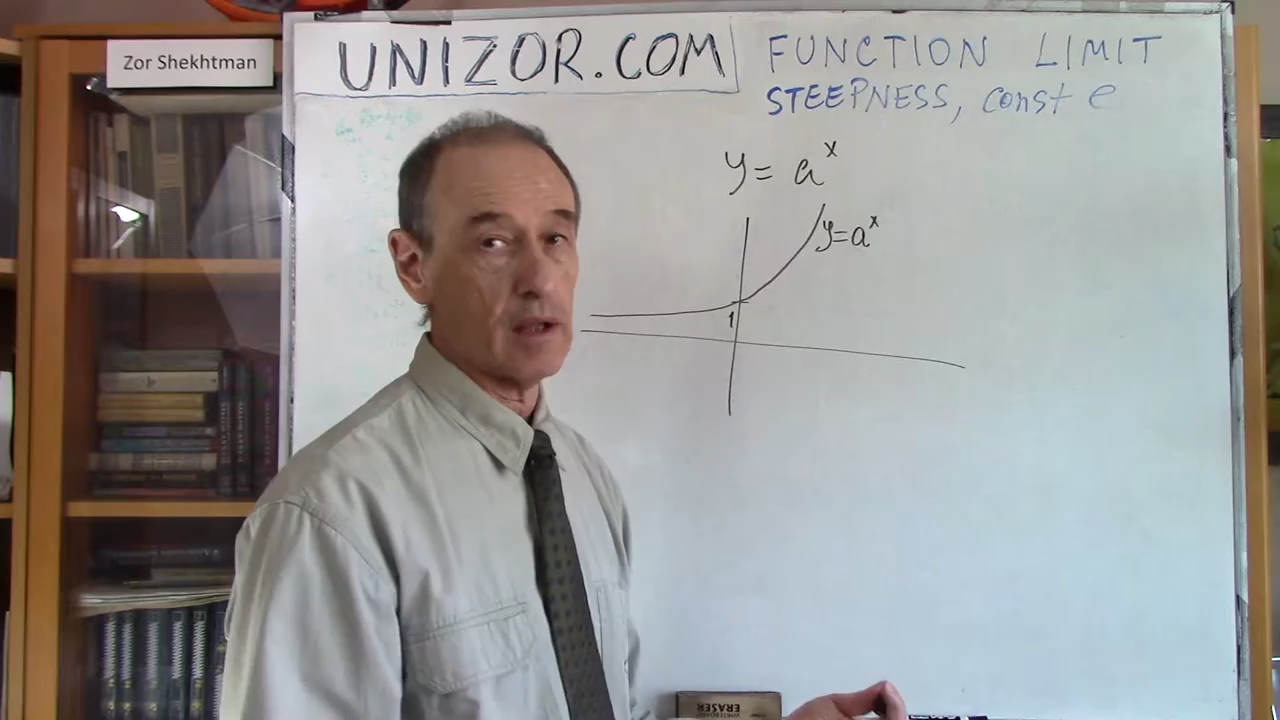 Zor Shekhtman
UNIZOR.COM
FUNCTION LIMIT
STEEPNESS, const e
y = a^x
y=a^x
1
ERASER